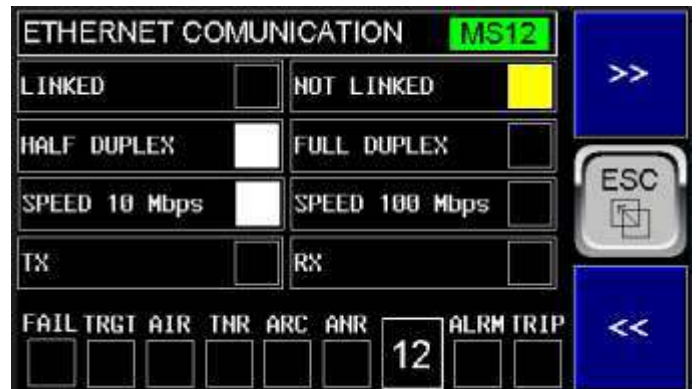 ETHERNET COMUNICATION MS12
LINKED NOT LINKED
HALF DUPLEX FULL DUPLEX
SPEED 10 Mbps SPEED 100 Mbps
TX RX
FAIL TRGT AIR TNR ARC ANR 12 ALRM TRIP
>>
ESC
<<